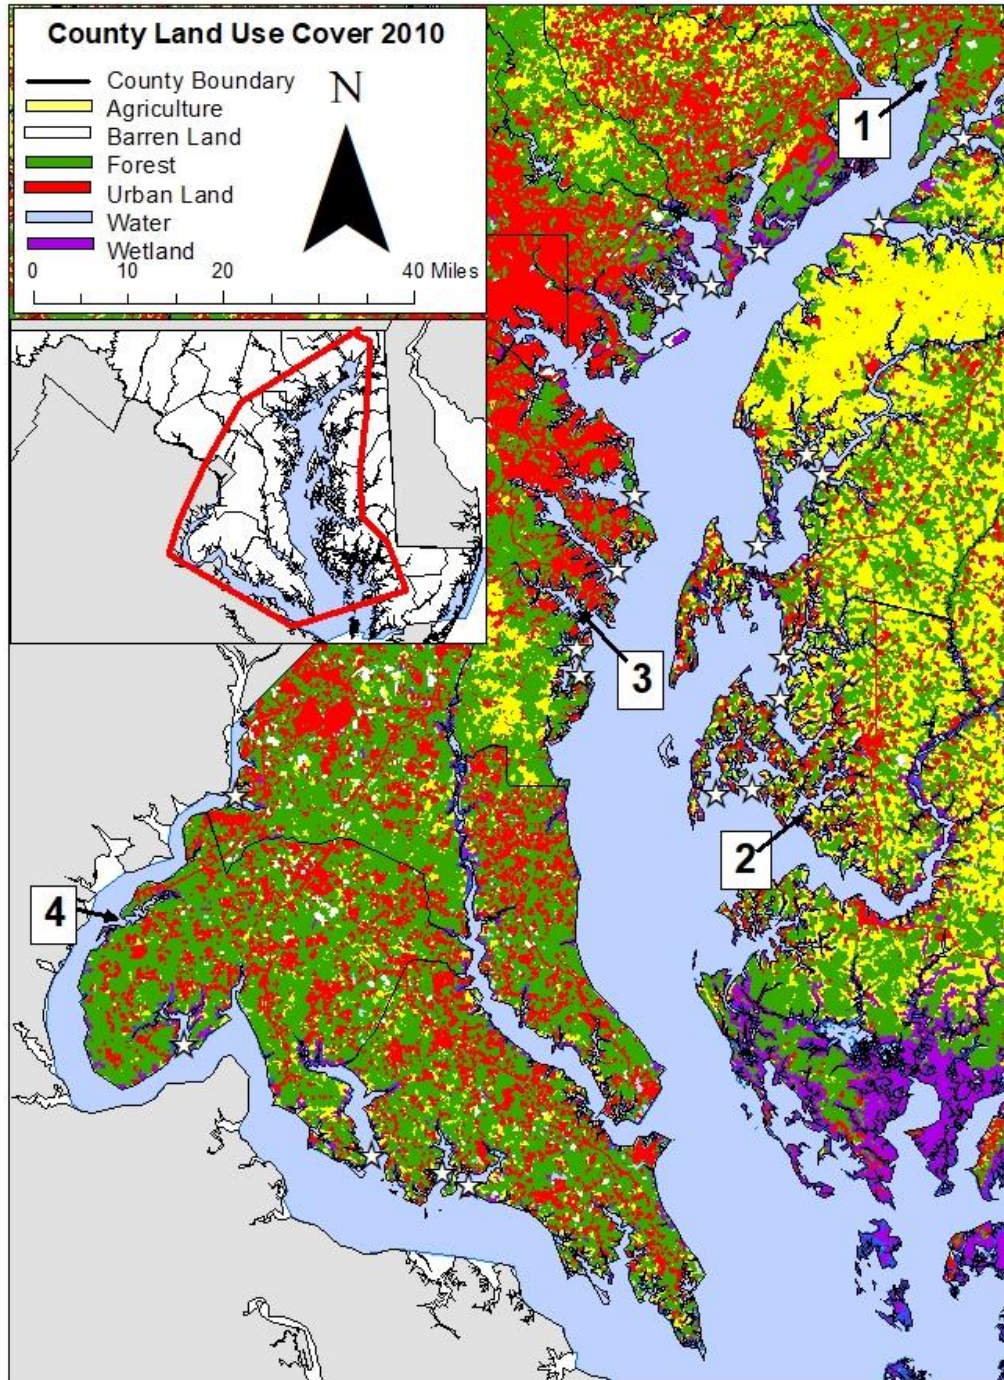 County Land Use Cover 2010
County Boundary
Agriculture
Barren Land
Forest
Urban Land
Water
Wetland
N
0 10 20 40 Miles
1
2
3
4